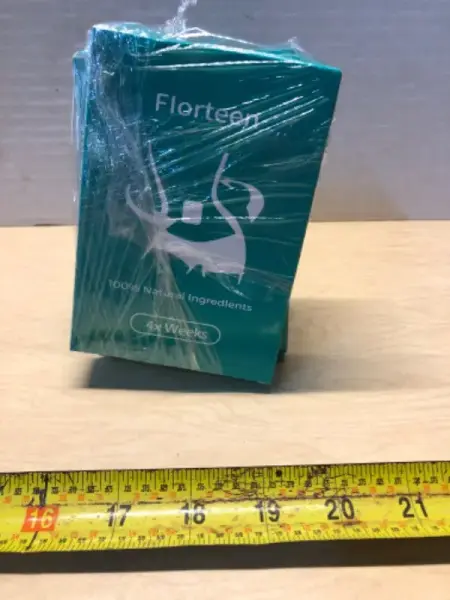 Florteen
100% Natural Ingredients
4x Weeks
16 17 18 19 20 21